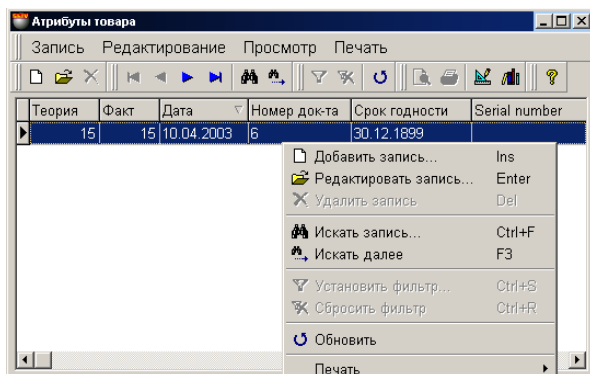 Атрибуты товара
Запись Редактирование Просмотр Печать
Теория Факт Дата Номер док-та Срок годности Serial number
15 15 10.04.2003 6 30.12.1899
Добавить запись... Ins
Редактировать запись... Enter
Удалить запись Del
Искать запись... Ctrl+F
Искать далее F3
Установить фильтр... Ctrl+S
Сбросить фильтр Ctrl+R
Обновить
Печать